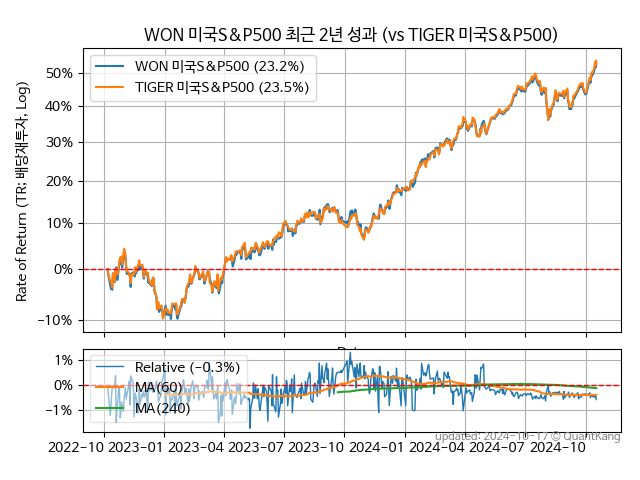 WON 미국S&P500 최근 2년 성과 (vs TIGER 미국S&P500)
WON 미국S&P500 (23.2%)
TIGER 미국S&P500 (23.5%)
Rate of Return (TR: 배당재투자, Log)
50%
40%
30%
20%
10%
0%
−10%
Relative (−0.3%)
MA(60)
MA(240)
1%
0%
−1%
updated: 2024-10-17 © QuantKang
2022-10 2023-01 2023-04 2023-07 2023-10 2024-01 2024-04 2024-07 2024-10